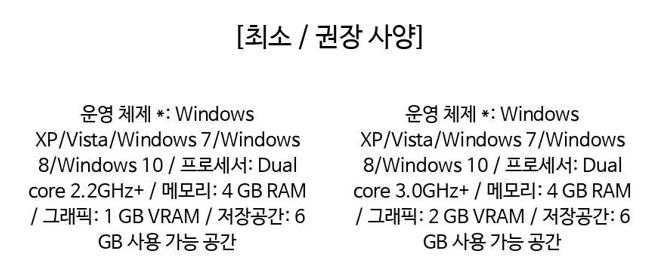 [최소 / 권장 사양]
운영 체제 *: Windows
XP/Vista/Windows 7/Windows
8/Windows 10 / 프로세서: Dual
core 2.2GHz+ / 메모리: 4 GB RAM
/ 그래픽: 1 GB VRAM / 저장공간: 6
GB 사용 가능 공간
운영 체제 *: Windows
XP/Vista/Windows 7/Windows
8/Windows 10 / 프로세서: Dual
core 3.0GHz+ / 메모리: 4 GB RAM
/ 그래픽: 2 GB VRAM / 저장공간: 6
GB 사용 가능 공간